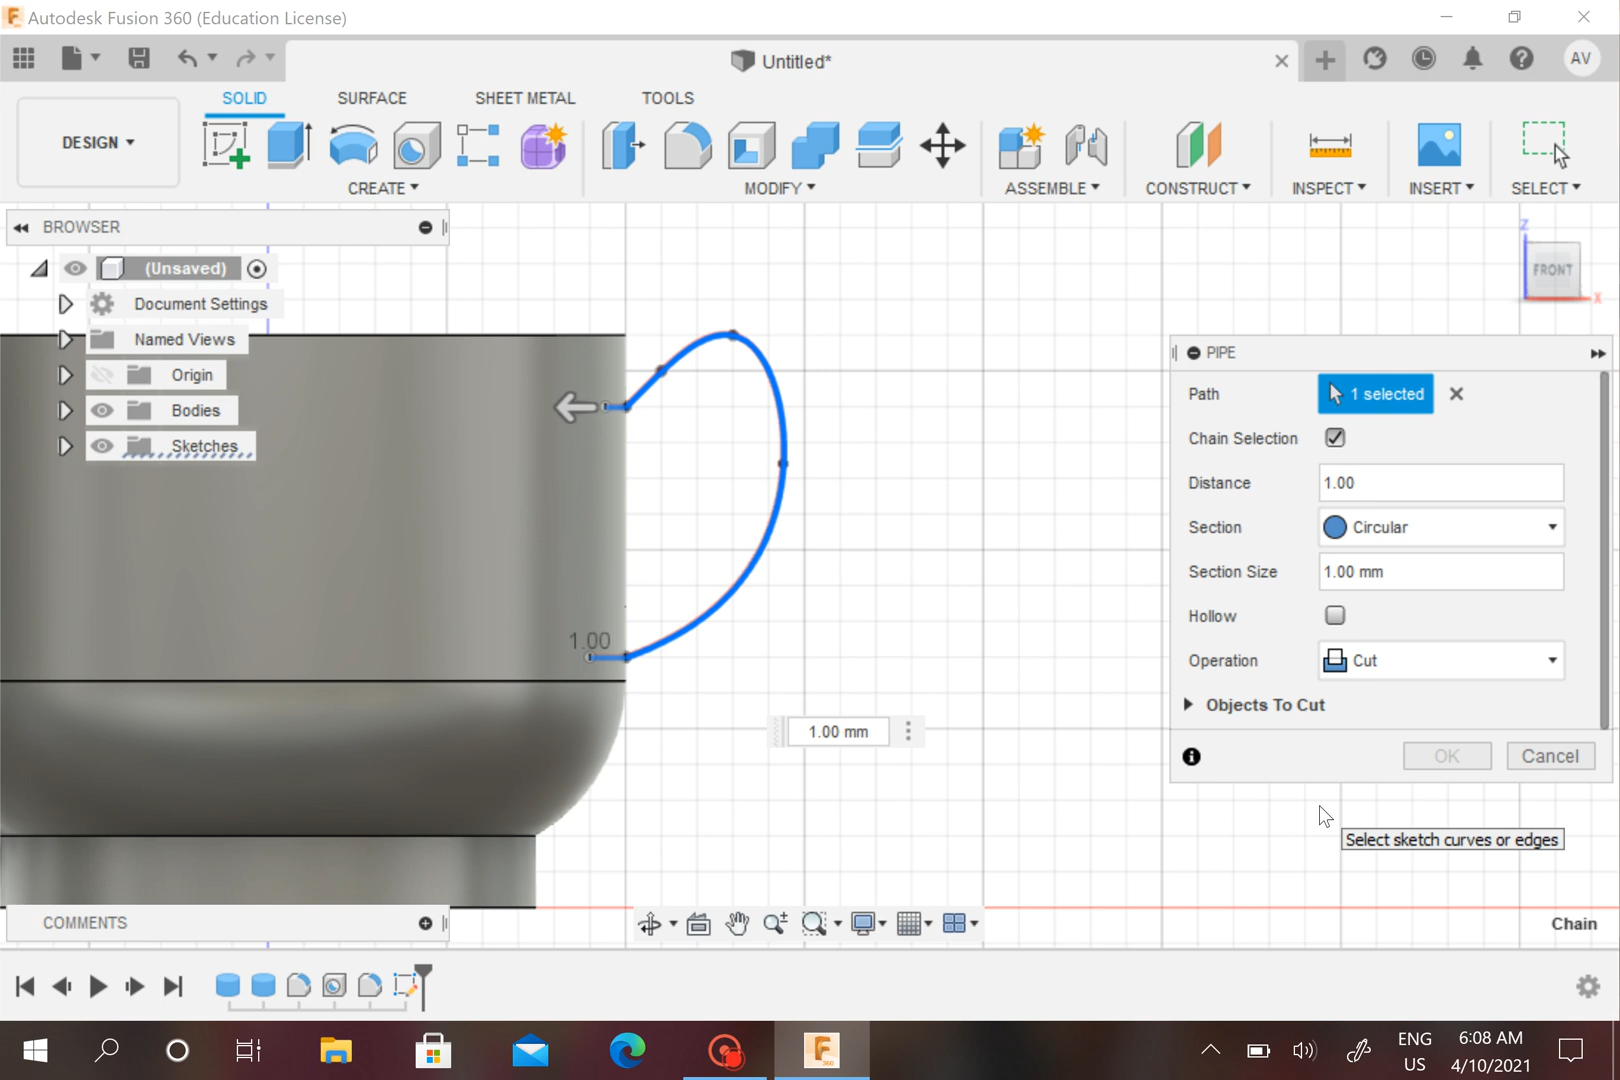 Autodesk Fusion 360 (Education License)
Untitled*
AV
SOLID
SURFACE
SHEET METAL
TOOLS
DESIGN
CREATE
MODIFY
ASSEMBLE
CONSTRUCT
INSPECT
INSERT
SELECT
BROWSER
(Unsaved)
Document Settings
Named Views
Origin
Bodies
Sketches
Z
FRONT
X
PIPE
Path
1 selected
Chain Selection
Distance
1.00
Section
Circular
Section Size
1.00 mm
Hollow
Operation
Cut
Objects To Cut
OK
Cancel
1.00
1.00 mm
Select sketch curves or edges
COMMENTS
Chain
ENG
US
6:08 AM
4/10/2021
F
360